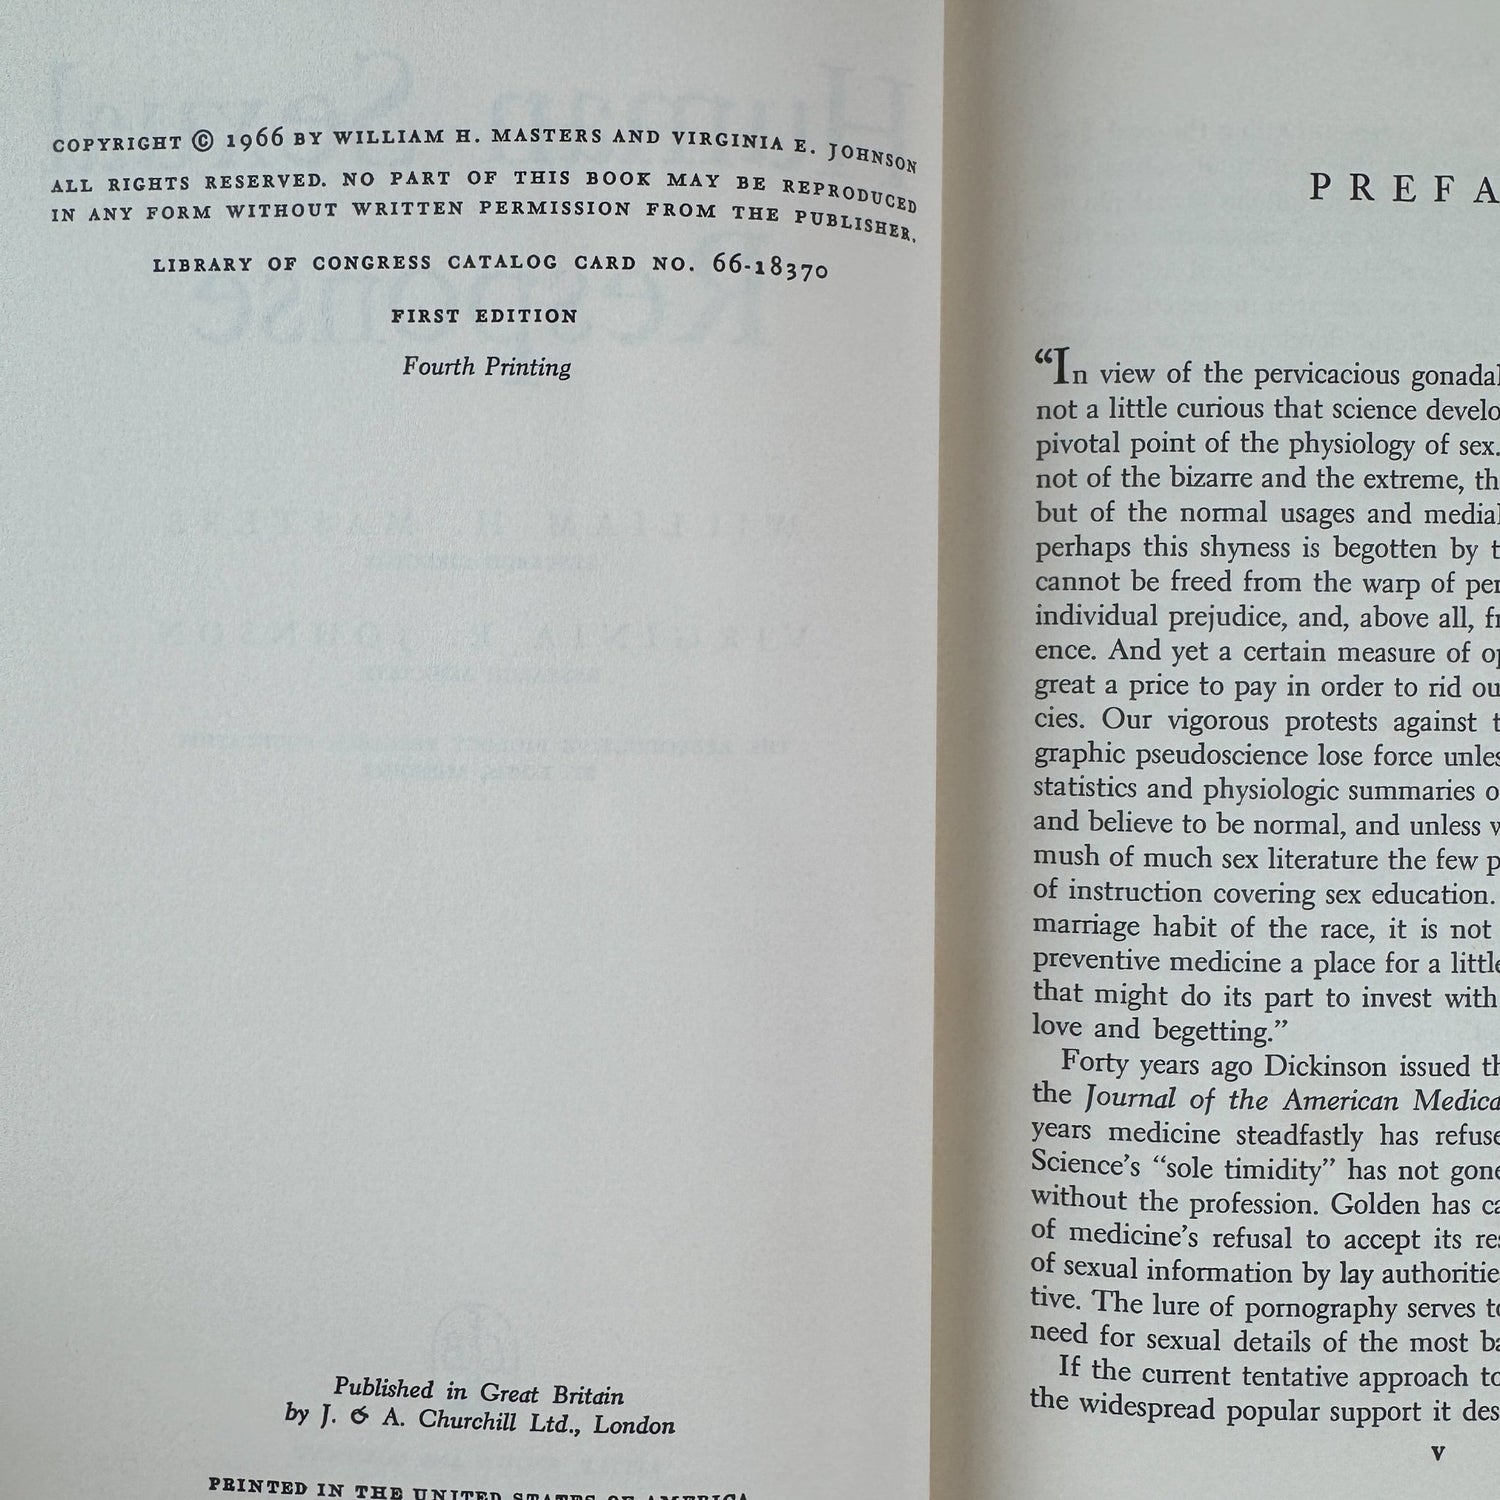 COPYRIGHT © 1966 BY WILLIAM H. MASTERS AND VIRGINIA E. JOHNSON
ALL RIGHTS RESERVED. NO PART OF THIS BOOK MAY BE REPRODUCED
IN ANY FORM WITHOUT WRITTEN PERMISSION FROM THE PUBLISHER.
LIBRARY OF CONGRESS CATALOG CARD NO. 66-18370
FIRST EDITION
Fourth Printing
Published in Great Britain
by J. & A. Churchill Ltd., London
PRINTED IN THE UNITED STATES OF AMERICA
PREFA
“In view of the pervicacious gonadal
not a little curious that science develo
pivotal point of the physiology of sex.
not of the bizarre and the extreme, th
but of the normal usages and medial
perhaps this shyness is begotten by t
cannot be freed from the warp of per
individual prejudice, and, above all, fr
ence. And yet a certain measure of op
great a price to pay in order to rid ou
cies. Our vigorous protests against t
graphic pseudoscience lose force unles
statistics and physiologic summaries o
and believe to be normal, and unless w
mush of much sex literature the few p
of instruction covering sex education.
marriage habit of the race, it is not
preventive medicine a place for a little
that might do its part to invest with
love and begetting.”
Forty years ago Dickinson issued th
the Journal of the American Medica
years medicine steadfastly has refuse
Science’s “sole timidity” has not gone
without the profession. Golden has ca
of medicine’s refusal to accept its res
of sexual information by lay authoritie
tive. The lure of pornography serves to
need for sexual details of the most ba
If the current tentative approach to
the widespread popular support it des
v